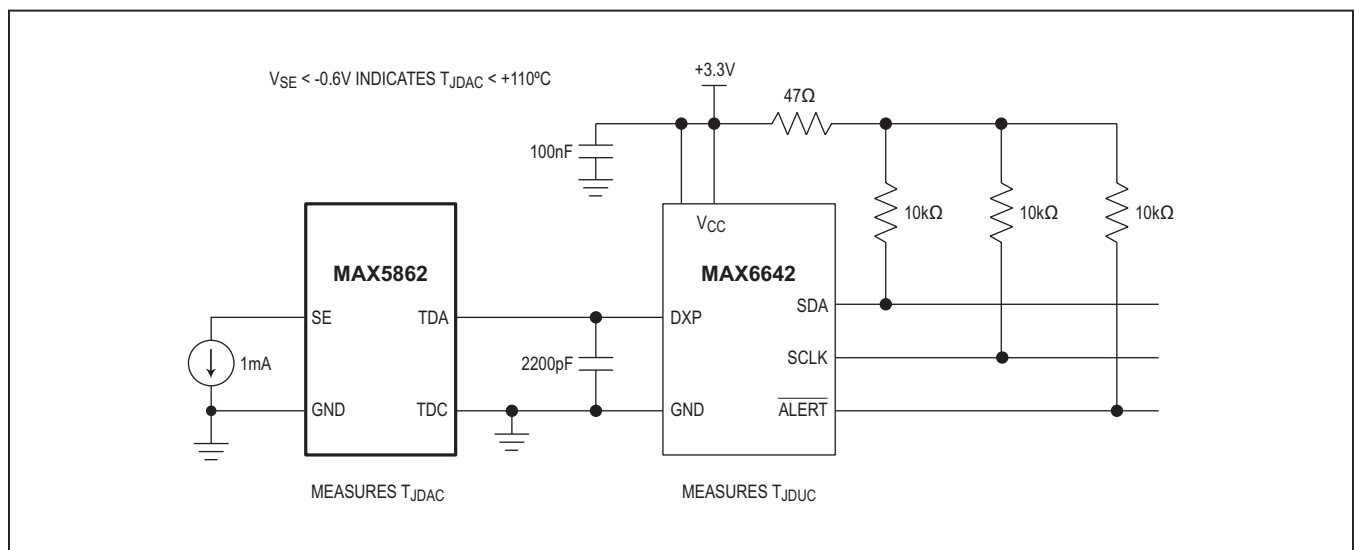 V_SE < -0.6V INDICATES T_JDAC < +110ºC
+3.3V
47Ω
100nF
10kΩ
10kΩ
10kΩ
V_CC
MAX5862
MAX6642
SE
TDA
DXP
SDA
1mA
2200pF
SCLK
GND
TDC
GND
ALERT
MEASURES T_JDAC
MEASURES T_JDUC